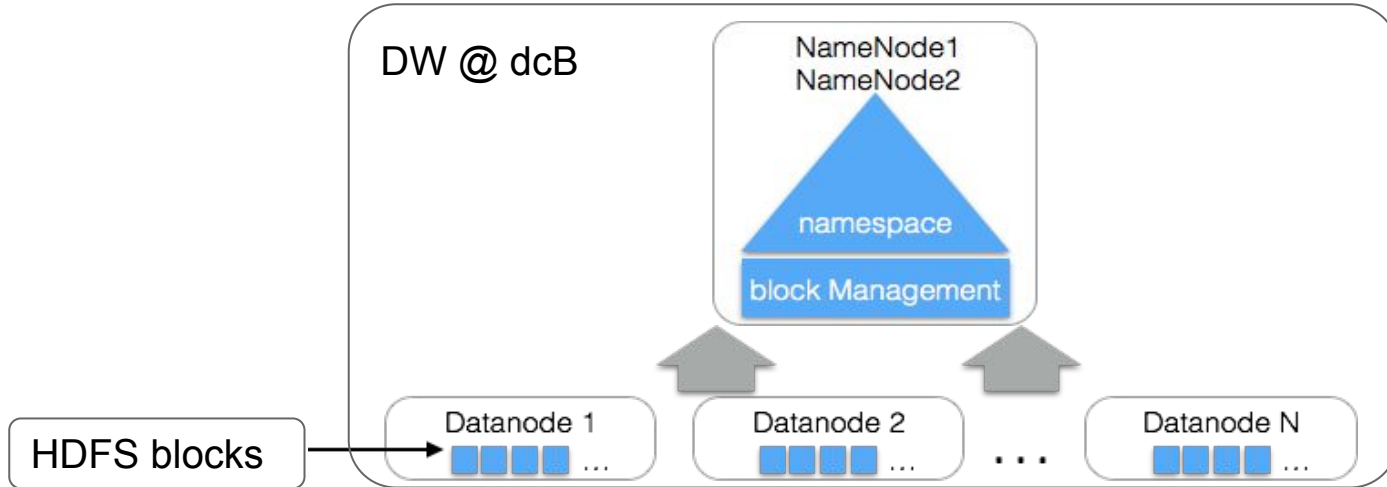 DW @ dcB
NameNode1
NameNode2
namespace
block Management
Datanode 1
...
Datanode 2
...
...
Datanode N
...
HDFS blocks